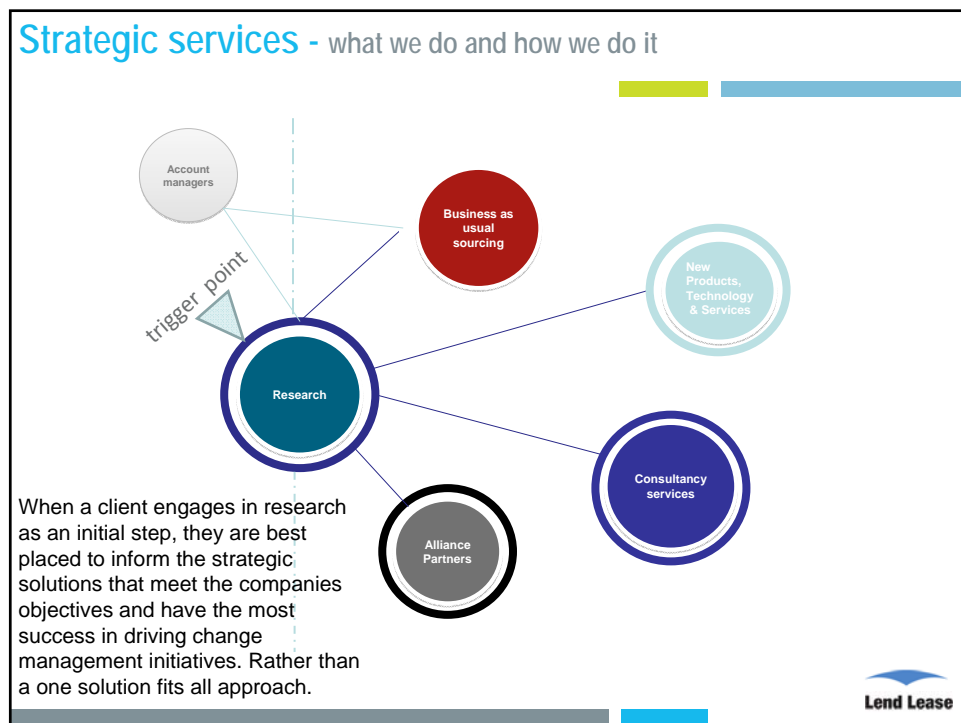 Strategic services - what we do and how we do it
Account
managers
Business as
usual
sourcing
New
Products,
Technology
& Services
trigger point
Research
Consultancy
services
Alliance
Partners
When a client engages in research
as an initial step, they are best
placed to inform the strategic
solutions that meet the companies
objectives and have the most
success in driving change
management initiatives. Rather than
a one solution fits all approach.
Lend Lease